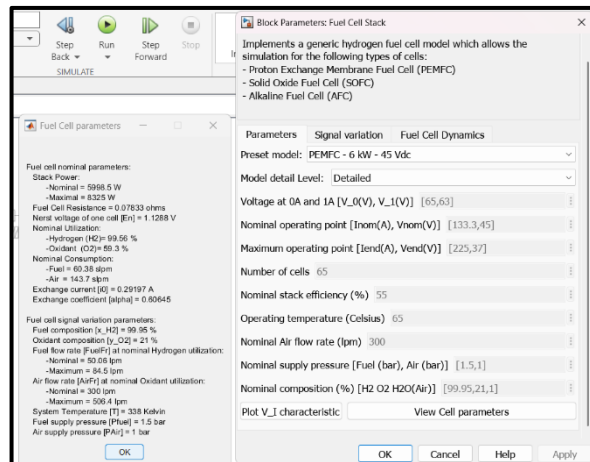 Step
Back
Run
Step
Forward
Stop
SIMULATE
Fuel Cell parameters
Fuel cell nominal parameters:
Stack Power:
-Nominal = 5998.5 W
-Maximal = 8325 W
Fuel Cell Resistance = 0.07833 ohms
Nerst voltage of one cell [En] = 1.1288 V
Nominal Utilization:
-Hydrogen (H2)= 99.56 %
-Oxidant (O2)= 59.3 %
Nominal Consumption:
-Fuel = 60.38 slpm
-Air = 143.7 slpm
Exchange current [i0] = 0.29197 A
Exchange coefficient [alpha] = 0.60645
Fuel cell signal variation parameters:
Fuel composition [x_H2] = 99.95 %
Oxidant composition [y_O2] = 21 %
Fuel flow rate [FuelFr] at nominal Hydrogen utilization:
-Nominal = 50.06 lpm
-Maximum = 84.5 lpm
Air flow rate [AirFr] at nominal Oxidant utilization:
-Nominal = 300 lpm
-Maximum = 506.4 lpm
System Temperature [T] = 338 Kelvin
Fuel supply pressure [Pfuel] = 1.5 bar
Air supply pressure [PAir] = 1 bar
OK
Block Parameters: Fuel Cell Stack
Implements a generic hydrogen fuel cell model which allows the
simulation for the following types of cells:
- Proton Exchange Membrane Fuel Cell (PEMFC)
- Solid Oxide Fuel Cell (SOFC)
- Alkaline Fuel Cell (AFC)
Parameters Signal variation Fuel Cell Dynamics
Preset model: PEMFC - 6 kW - 45 Vdc
Model detail Level: Detailed
Voltage at 0A and 1A [V_0(V), V_1(V)] [65,63]
Nominal operating point [Inom(A), Vnom(V)] [133.3,45]
Maximum operating point [Iend(A), Vend(V)] [225,37]
Number of cells 65
Nominal stack efficiency (%) 55
Operating temperature (Celsius) 65
Nominal Air flow rate (lpm) 300
Nominal supply pressure [Fuel (bar), Air (bar)] [1.5,1]
Nominal composition (%) [H2 O2 H2O(Air)] [99.95,21,1]
Plot V_I characteristic View Cell parameters
OK Cancel Help Apply